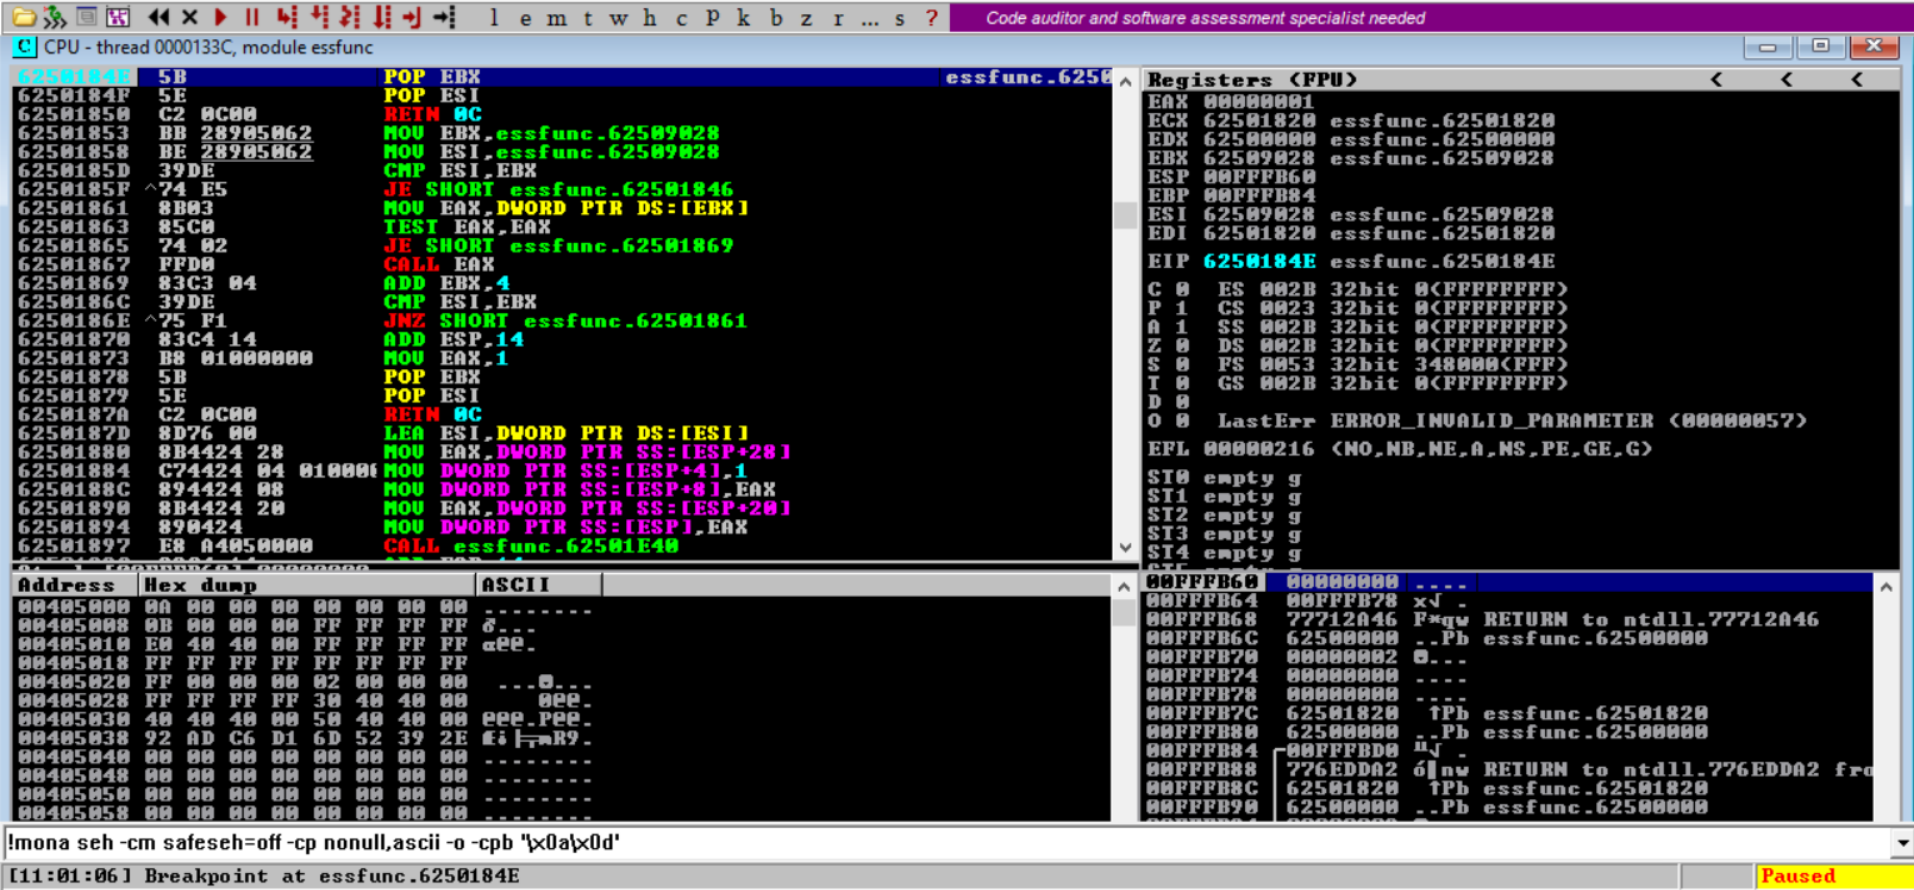 l e m t w h c P k b z r ... s ? Code auditor and software assessment specialist needed
C CPU - thread 0000133C, module essfunc
6250184E 5B POP EBX essfunc.6250
6250184F 5E POP ESI
62501850 C2 0C00 RETN 0C
62501853 BB 28905062 MOV EBX,essfunc.62509028
62501858 BE 28905062 MOV ESI,essfunc.62509028
6250185D 39DE CMP ESI,EBX
6250185F ^74 E5 JE SHORT essfunc.62501846
62501861 8B03 MOV EAX,DWORD PTR DS:[EBX]
62501863 85C0 TEST EAX,EAX
62501865 74 02 JE SHORT essfunc.62501869
62501867 FFD0 CALL EAX
62501869 83C3 04 ADD EBX,4
6250186C 39DE CMP ESI,EBX
6250186E ^75 F1 JNZ SHORT essfunc.62501861
62501870 83C4 14 ADD ESP,14
62501873 B8 01000000 MOV EAX,1
62501878 5B POP EBX
62501879 5E POP ESI
6250187A C2 0C00 RETN 0C
6250187D 8D76 00 LEA ESI,DWORD PTR DS:[ESI]
62501880 8B4424 28 MOV EAX,DWORD PTR SS:[ESP+28]
62501884 C74424 04 010000 MOV DWORD PTR SS:[ESP+4],1
6250188C 894424 08 MOV DWORD PTR SS:[ESP+8],EAX
62501890 8B4424 20 MOV EAX,DWORD PTR SS:[ESP+20]
62501894 890424 MOV DWORD PTR SS:[ESP],EAX
62501897 E8 A4050000 CALL essfunc.62501E40
Registers (FPU) < < <
EAX 00000001
ECX 62501820 essfunc.62501820
EDX 62500000 essfunc.62500000
EBX 62509028 essfunc.62509028
ESP 00FFFB60
EBP 00FFFB84
ESI 62509028 essfunc.62509028
EDI 62501820 essfunc.62501820
EIP 6250184E essfunc.6250184E
C 0 ES 002B 32bit 0(FFFFFFFF)
P 1 CS 0023 32bit 0(FFFFFFFF)
A 1 SS 002B 32bit 0(FFFFFFFF)
Z 0 DS 002B 32bit 0(FFFFFFFF)
S 0 FS 0053 32bit 348000(FFF)
T 0 GS 002B 32bit 0(FFFFFFFF)
D 0
O 0 LastErr ERROR_INVALID_PARAMETER (00000057)
EFL 00000216 (NO,NB,NE,A,NS,PE,GE,G)
ST0 empty g
ST1 empty g
ST2 empty g
ST3 empty g
ST4 empty g
Address Hex dump ASCII
00405000 0A 00 00 00 00 00 00 00 ........
00405008 0B 00 00 00 FF FF FF FF ♂...
00405010 E0 40 40 00 FF FF FF FF α@@.
00405018 FF FF FF FF FF FF FF FF
00405020 FF 00 00 00 02 00 00 00 ...☻...
00405028 FF FF FF FF 30 40 40 00 0@@.
00405030 40 40 40 00 50 40 40 00 @@@.P@@.
00405038 92 AD C6 D1 6D 52 39 2E Æ¡╞╤mR9.
00405040 00 00 00 00 00 00 00 00 ........
00405048 00 00 00 00 00 00 00 00 ........
00405050 00 00 00 00 00 00 00 00 ........
00405058 00 00 00 00 00 00 00 00 ........
00FFFB60 00000000 ....
00FFFB64 00FFFB78 x√ .
00FFFB68 77712A46 F*qw RETURN to ntdll.77712A46
00FFFB6C 62500000 ..Pb essfunc.62500000
00FFFB70 00000002 ☻...
00FFFB74 00000000 ....
00FFFB78 00000000 ....
00FFFB7C 62501820 ↑Pb essfunc.62501820
00FFFB80 62500000 ..Pb essfunc.62500000
00FFFB84 00FFFBD0 ╨√ .
00FFFB88 776EDDA2 ó▌nw RETURN to ntdll.776EDDA2 fro
00FFFB8C 62501820 ↑Pb essfunc.62501820
00FFFB90 62500000 ..Pb essfunc.62500000
!mona seh -cm safeseh=off -cp nonull,ascii -o -cpb "\x0a\x0d'
[11:01:06] Breakpoint at essfunc.6250184E Paused